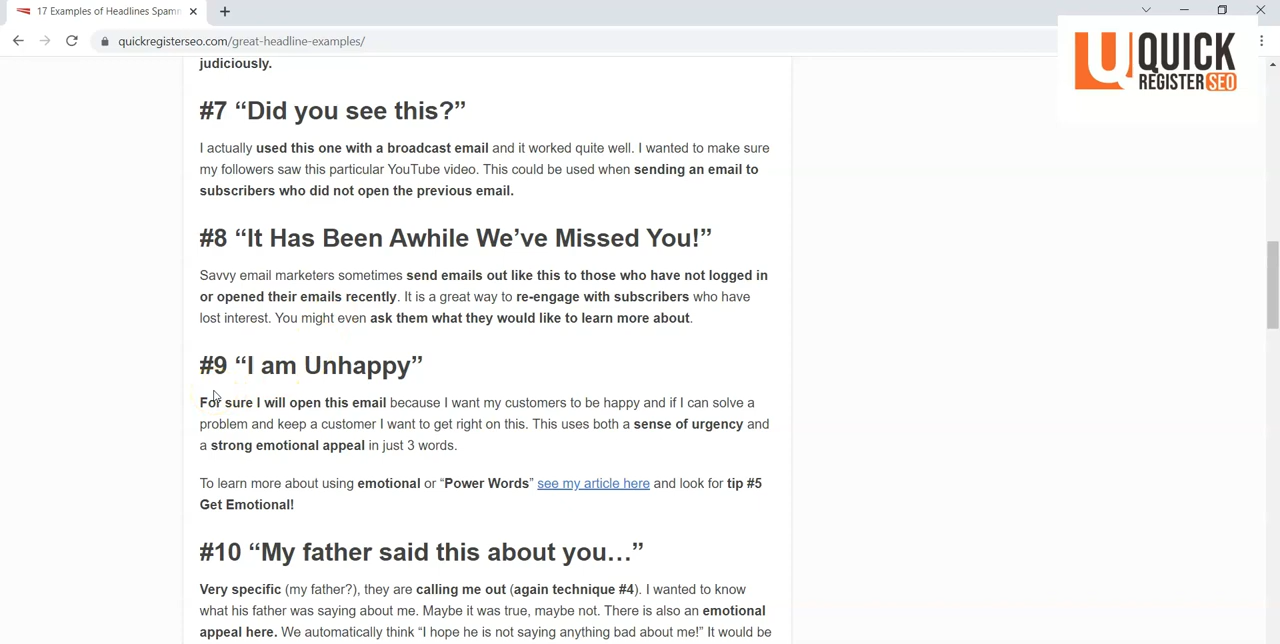 17 Examples of Headlines Spamm
quickregisterseo.com/great-headline-examples/
QUICK
REGISTER SEO
judiciously.
#7 “Did you see this?”
I actually used this one with a broadcast email and it worked quite well. I wanted to make sure
my followers saw this particular YouTube video. This could be used when sending an email to
subscribers who did not open the previous email.
#8 “It Has Been Awhile We’ve Missed You!”
Savvy email marketers sometimes send emails out like this to those who have not logged in
or opened their emails recently. It is a great way to re-engage with subscribers who have
lost interest. You might even ask them what they would like to learn more about.
#9 “I am Unhappy”
For sure I will open this email because I want my customers to be happy and if I can solve a
problem and keep a customer I want to get right on this. This uses both a sense of urgency and
a strong emotional appeal in just 3 words.
To learn more about using emotional or “Power Words” see my article here and look for tip #5
Get Emotional!
#10 “My father said this about you…”
Very specific (my father?), they are calling me out (again technique #4). I wanted to know
what his father was saying about me. Maybe it was true, maybe not. There is also an emotional
appeal here. We automatically think “I hope he is not saying anything bad about me!” It would be